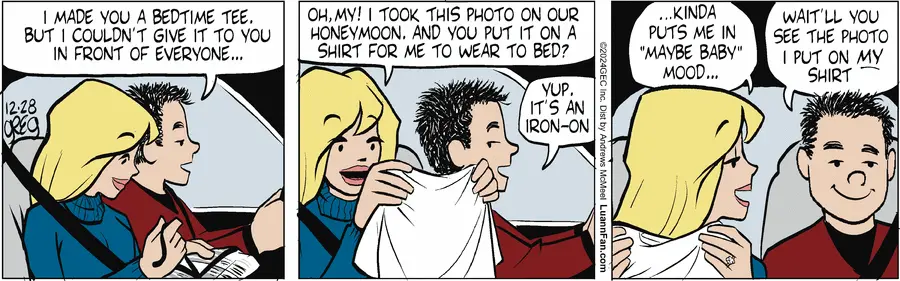 I MADE YOU A BEDTIME TEE.
BUT I COULDN'T GIVE IT TO YOU
IN FRONT OF EVERYONE...
12-28
GREG
OH, MY! I TOOK THIS PHOTO ON OUR
HONEYMOON. AND YOU PUT IT ON A
SHIRT FOR ME TO WEAR TO BED?
YUP.
IT'S AN
IRON-ON
©2024GEC Inc. Dist by Andrews McMeel LuannFan.com
...KINDA
PUTS ME IN
"MAYBE BABY"
MOOD...
WAIT'LL YOU
SEE THE PHOTO
I PUT ON MY
SHIRT